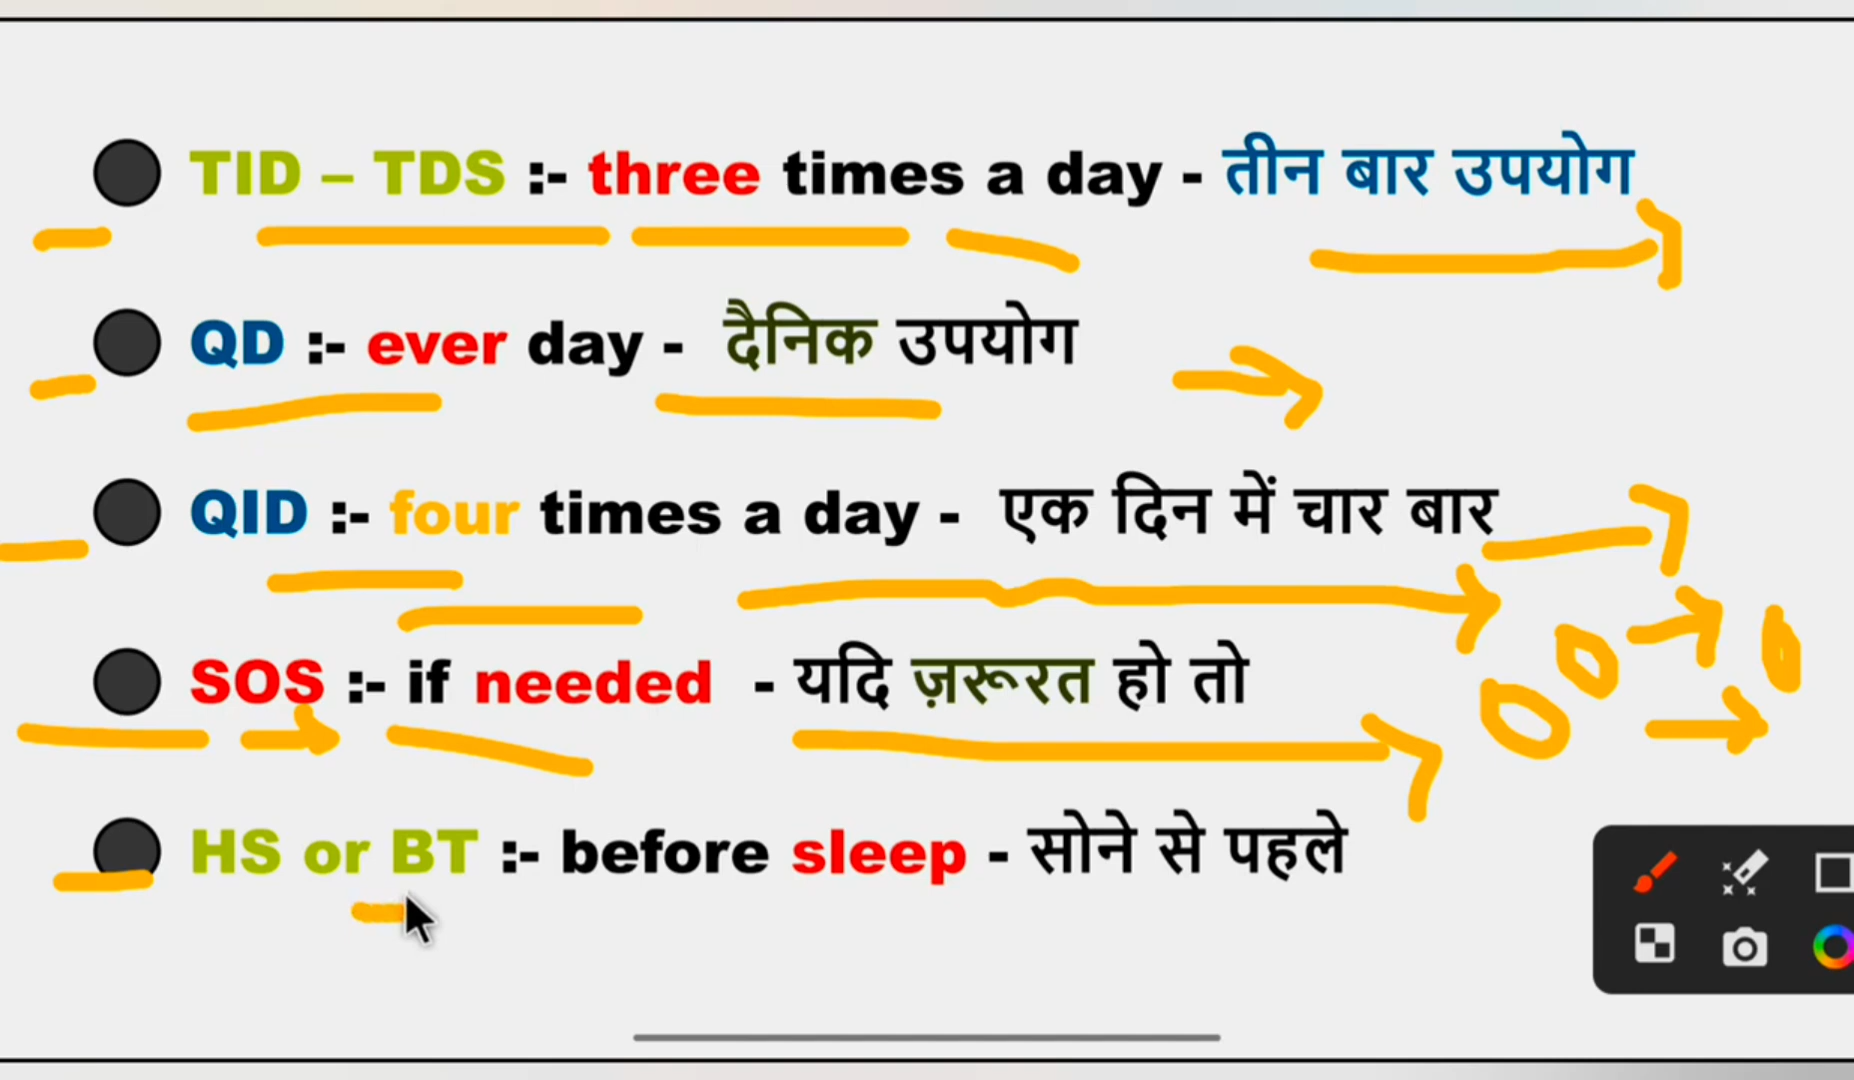 TID – TDS :- three times a day - तीन बार उपयोग
QD :- ever day - दैनिक उपयोग
QID :- four times a day - एक दिन में चार बार
SOS :- if needed - यदि ज़रूरत हो तो
HS or BT :- before sleep - सोने से पहले